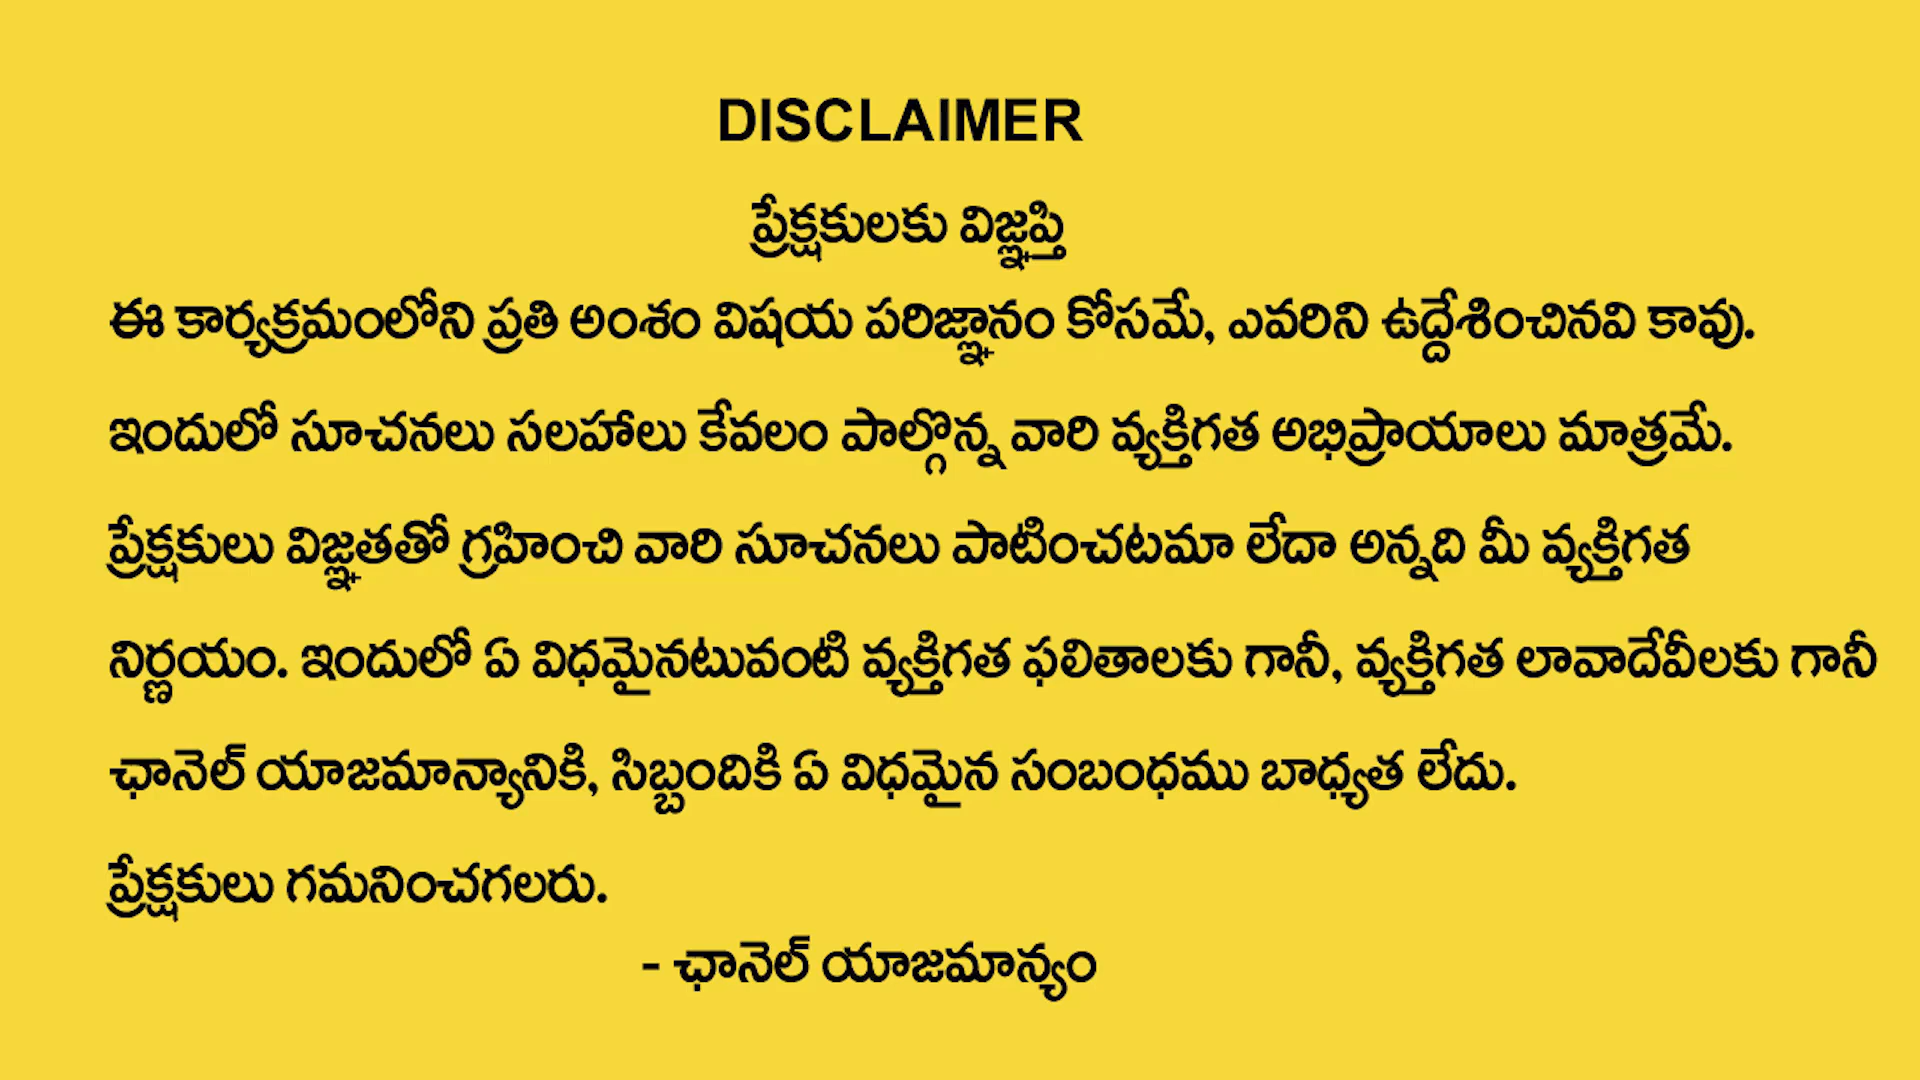 DISCLAIMER
ప్రేక్షకులకు విజ్ఞప్తి
ఈ కార్యక్రమంలోని ప్రతి అంశం విషయ పరిజ్ఞానం కోసమే, ఎవరిని ఉద్దేశించినవి కావు.
ఇందులో సూచనలు సలహాలు కేవలం పాల్గొన్న వారి వ్యక్తిగత అభిప్రాయాలు మాత్రమే.
ప్రేక్షకులు విజ్ఞతతో గ్రహించి వారి సూచనలు పాటించటమా లేదా అన్నది మీ వ్యక్తిగత
నిర్ణయం. ఇందులో ఏ విధమైనటువంటి వ్యక్తిగత ఫలితాలకు గానీ, వ్యక్తిగత లావాదేవీలకు గానీ
ఛానెల్ యాజమాన్యానికి, సిబ్బందికి ఏ విధమైన సంబంధము బాధ్యత లేదు.
ప్రేక్షకులు గమనించగలరు.
- ఛానెల్ యాజమాన్యం